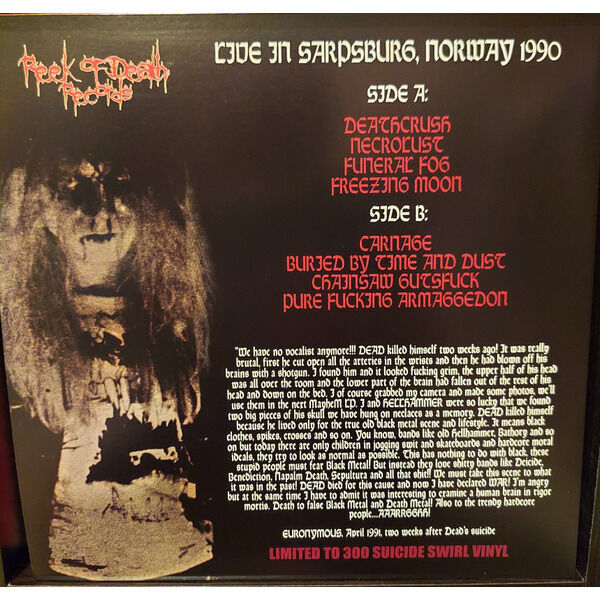 Reek of Death
Records
LIVE IN SARPSBURG, NORWAY 1990
SIDE A:
DEATHCRUSH
NECROLUST
FUNERAL FOG
FREEZING MOON
SIDE B:
CARNAGE
BURIED BY TIME AND DUST
CHAINSAW GUTSFUCK
PURE FUCKING ARMAGGEDON
"We have no vocalist anymore!!! DEAD killed himself two weeks ago! It was really
brutal, first he cut open all the arteries in the wrists and then he had blown off his
brains with a shotgun. I found him and it looked fucking grim, the upper half of his head
was all over the room and the lower part of the brain had fallen out of the rest of his
head and down on the bed. I of course grabbed my camera and made some photos, we'll
use them in the next Mayhem LP. I and HELLHAMMER were so lucky that we found
two big pieces of his skull we have hung on neclaces as a memory. DEAD killed himself
because he lived only for the true old black metal scene and lifestyle. It means black
clothes, spikes, crosses and so on. You know, bands like old Hellhammer, Bathory and so
on but today there are only children in jogging swit and skateboards and hardcore moral
ideals, they try to look as normal as possible. This has nothing to do with black, these
stupid people must fear Black Metal! But instead they love shitty bands like Deicide,
Benediction, Napalm Death, Sepultura and all that shit!! We must take this scene to what
it was in the past! DEAD died for this cause and now I have declared WAR! I'm angry
but at the same time I have to admit it was interesting to examine a human brain in rigor
mortis. Death to false Black Metal and Death Metal! Also to the trendy hardcore
people...AAARRGGHH!
EURONYMOUS, April 1991, two weeks after Dead's suicide
LIMITED TO 300 SUICIDE SWIRL VINYL